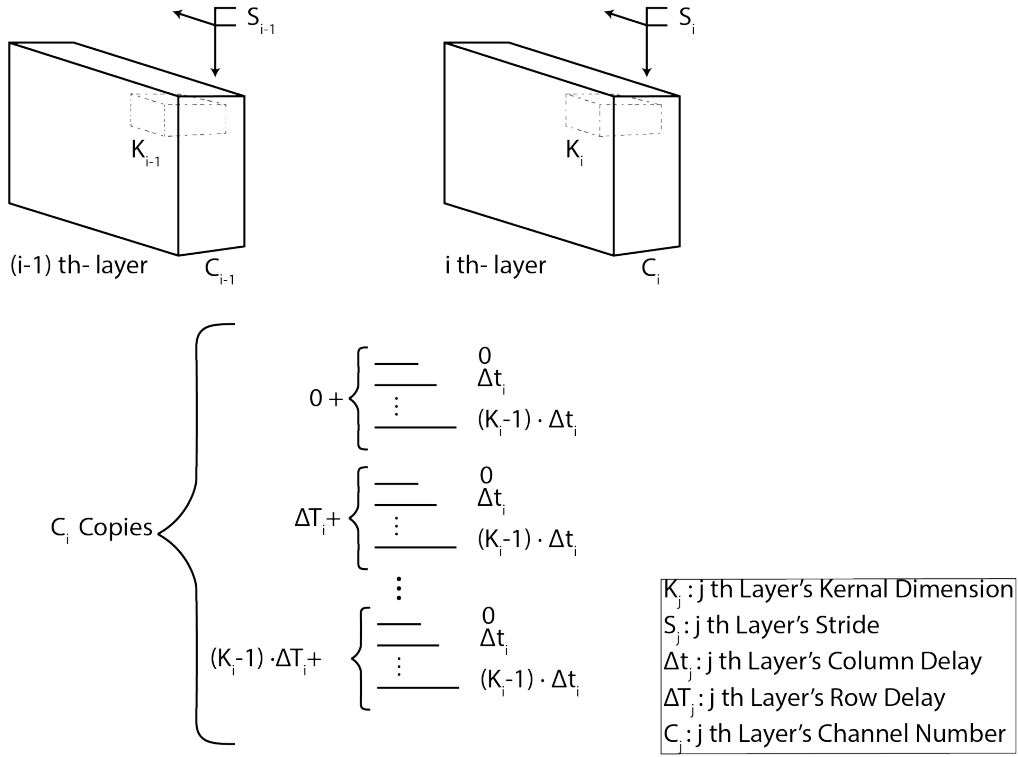 S_{i-1}
S_i
K_{i-1}
K_i
(i-1) th- layer
C_{i-1}
i th- layer
C_i
0
Δt_i
0 +
⋮
(K_i-1) · Δt_i
0
Δt_i
ΔT_i+
⋮
(K_i-1) · Δt_i
C_i Copies
⋮
0
Δt_i
(K_i-1) ·ΔT_i+
⋮
(K_i-1) · Δt_i
K_j : j th Layer's Kernal Dimension
S_j : j th Layer's Stride
Δt_j : j th Layer's Column Delay
ΔT_j : j th Layer's Row Delay
C_j : j th Layer's Channel Number